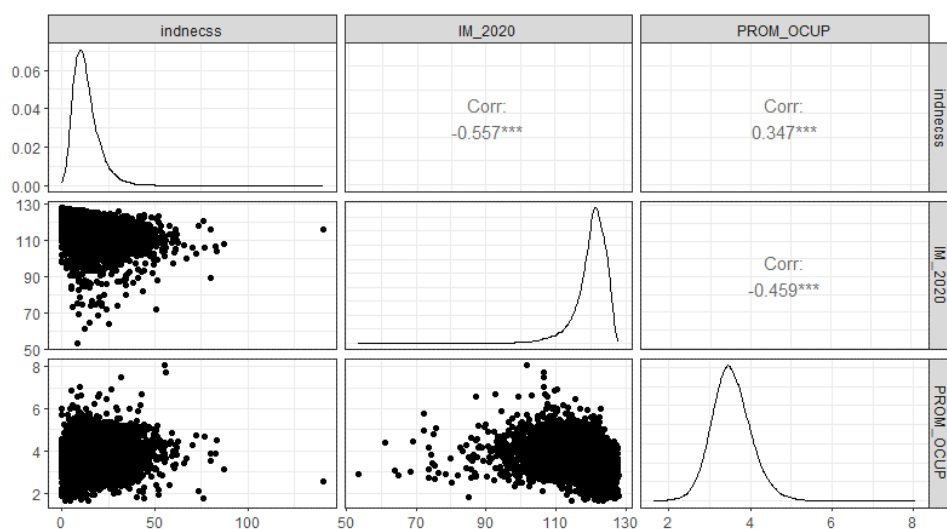 indnecss IM_2020 PROM_OCUP
0.06
0.04
0.02
0.00
Corr:
-0.557***
Corr:
0.347***
indnecss
130
110
90
70
50
Corr:
-0.459***
IM_2020
8
6
4
2
PROM_OCUP
0 50 100 50 70 90 110 130 2 4 6 8